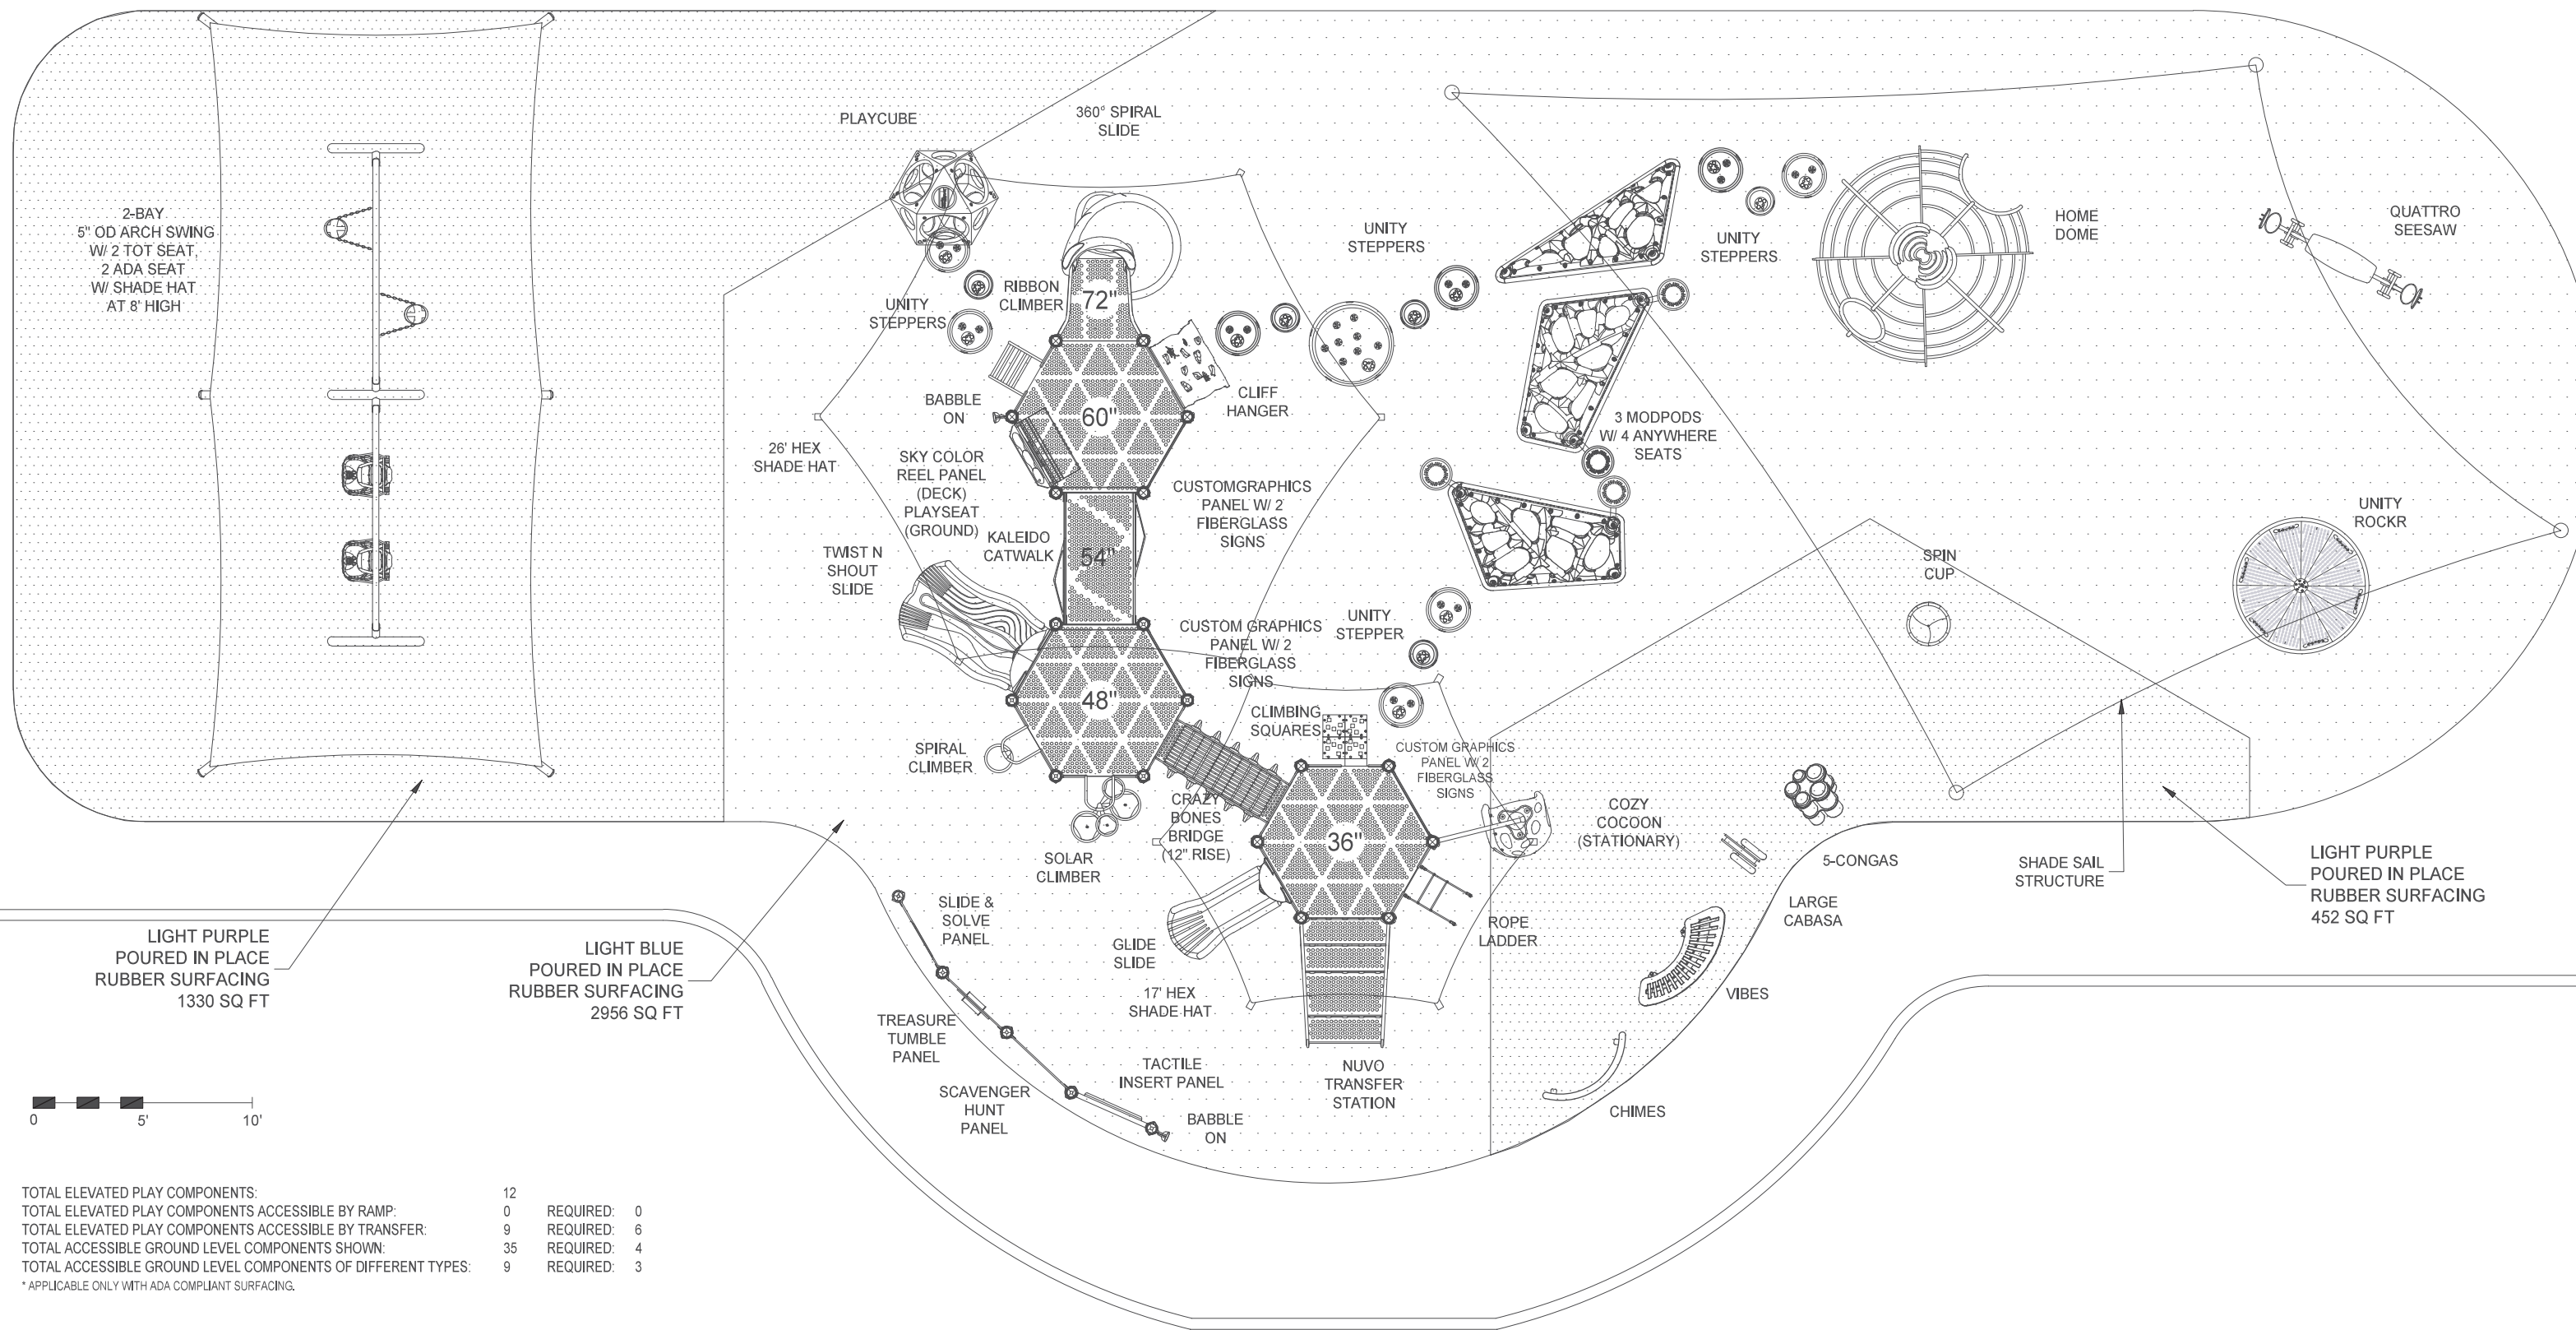 PLAYCUBE
360° SPIRAL
SLIDE
2-BAY
5" OD ARCH SWING
W/ 2 TOT SEAT,
2 ADA SEAT
W/ SHADE HAT
AT 8' HIGH
UNITY
STEPPERS
RIBBON
CLIMBER
72"
UNITY
STEPPERS
UNITY
STEPPERS
HOME
DOME
QUATTRO
SEESAW
BABBLE
ON
60"
CLIFF
HANGER
26' HEX
SHADE HAT
SKY COLOR
REEL PANEL
(DECK)
PLAYSEAT
(GROUND)
3 MODPODS
W/ 4 ANYWHERE
SEATS
CUSTOMGRAPHICS
PANEL W/ 2
FIBERGLASS
SIGNS
KALEIDO
CATWALK
54"
TWIST N
SHOUT
SLIDE
UNITY
ROCKR
SPIN
CUP
CUSTOM GRAPHICS
PANEL W/ 2
FIBERGLASS
SIGNS
UNITY
STEPPER
48"
CLIMBING
SQUARES
SPIRAL
CLIMBER
CUSTOM GRAPHICS
PANEL W/ 2
FIBERGLASS
SIGNS
CRAZY
BONES
BRIDGE
(12" RISE)
36"
COZY
COCOON
(STATIONARY)
SOLAR
CLIMBER
5-CONGAS
SHADE SAIL
STRUCTURE
LIGHT PURPLE
POURED IN PLACE
RUBBER SURFACING
452 SQ FT
SLIDE &
SOLVE
PANEL
GLIDE
SLIDE
ROPE
LADDER
LARGE
CABASA
LIGHT PURPLE
POURED IN PLACE
RUBBER SURFACING
1330 SQ FT
LIGHT BLUE
POURED IN PLACE
RUBBER SURFACING
2956 SQ FT
17' HEX
SHADE HAT
VIBES
TREASURE
TUMBLE
PANEL
TACTILE
INSERT PANEL
NUVO
TRANSFER
STATION
SCAVENGER
HUNT
PANEL
BABBLE
ON
CHIMES
0 5' 10'
TOTAL ELEVATED PLAY COMPONENTS: 12
TOTAL ELEVATED PLAY COMPONENTS ACCESSIBLE BY RAMP: 0 REQUIRED: 0
TOTAL ELEVATED PLAY COMPONENTS ACCESSIBLE BY TRANSFER: 9 REQUIRED: 6
TOTAL ACCESSIBLE GROUND LEVEL COMPONENTS SHOWN: 35 REQUIRED: 4
TOTAL ACCESSIBLE GROUND LEVEL COMPONENTS OF DIFFERENT TYPES: 9 REQUIRED: 3
* APPLICABLE ONLY WITH ADA COMPLIANT SURFACING.